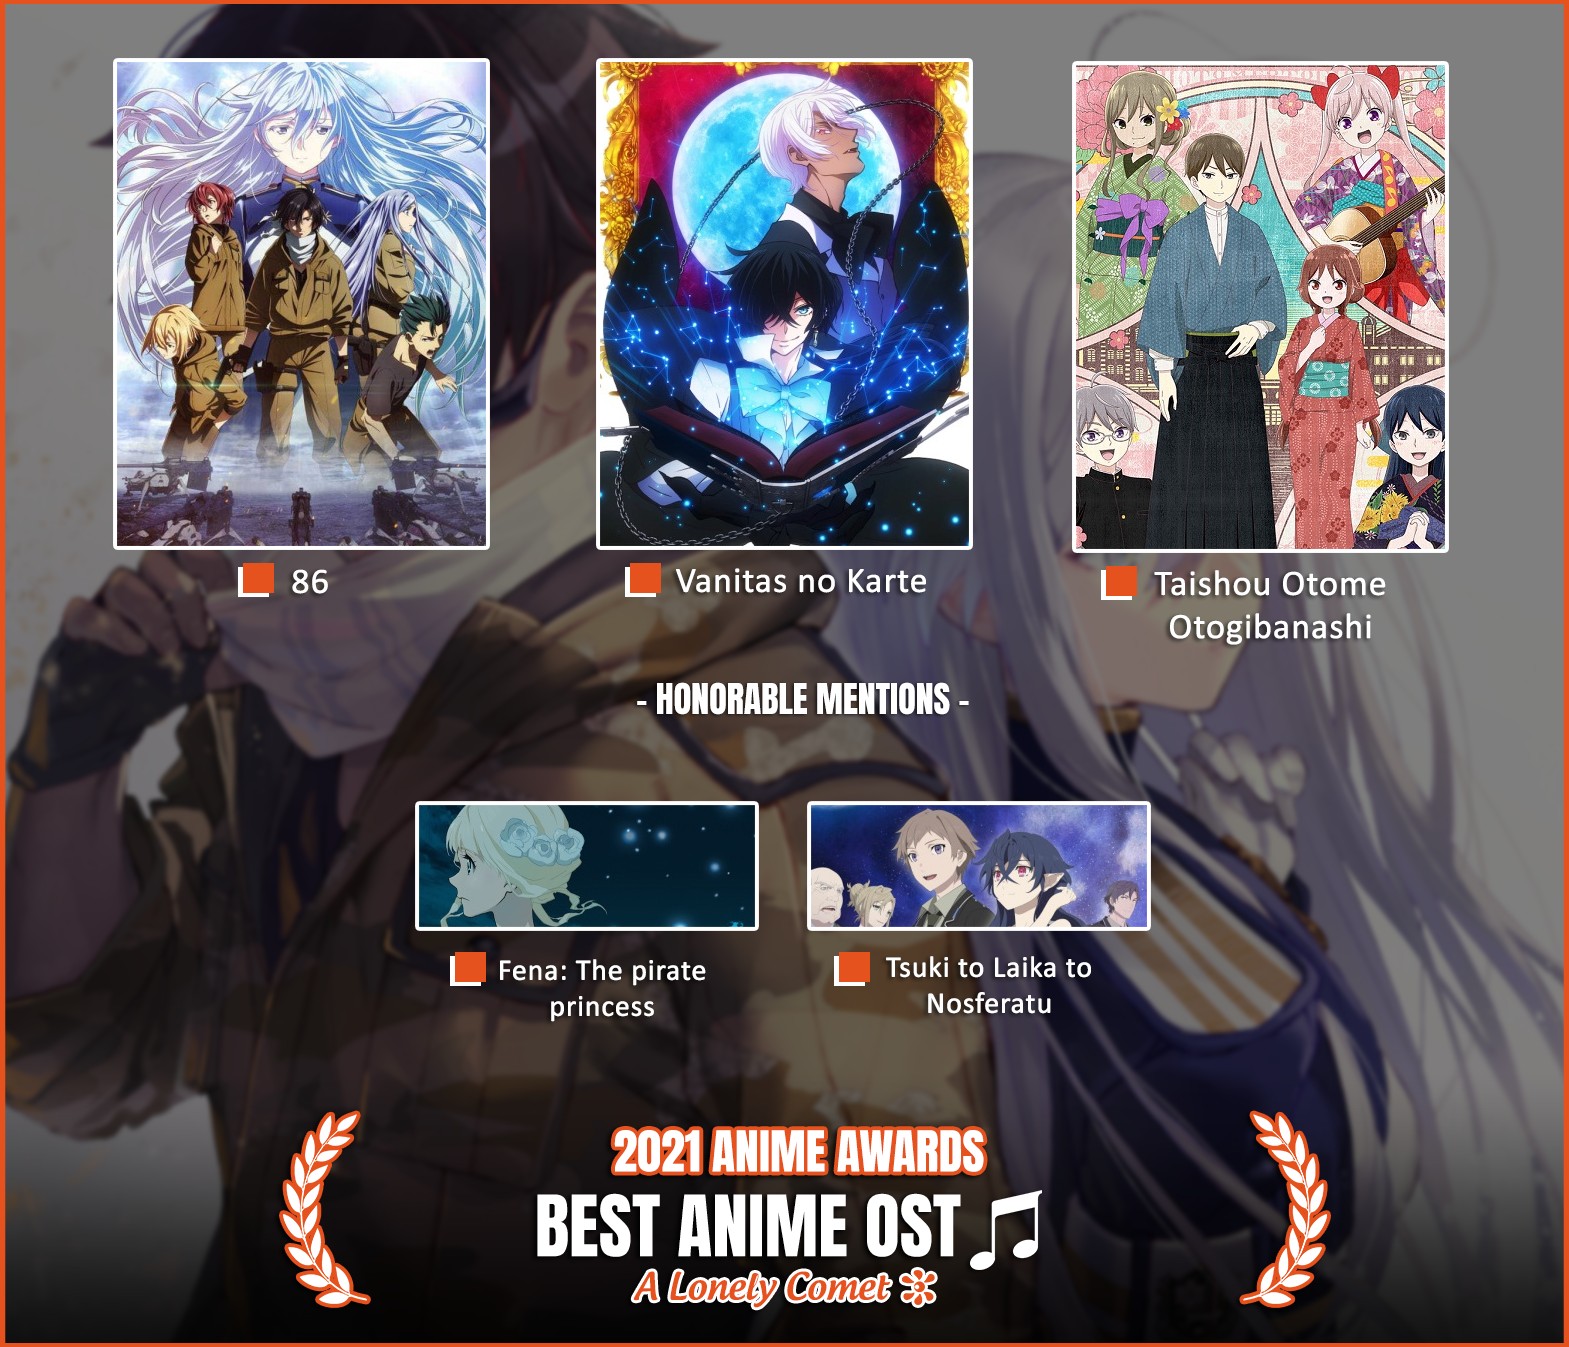 86
Vanitas no Karte
Taishou Otome
Otogibanashi
- HONORABLE MENTIONS -
Fena: The pirate
princess
Tsuki to Laika to
Nosferatu
2021 ANIME AWARDS
BEST ANIME OST
A Lonely Comet